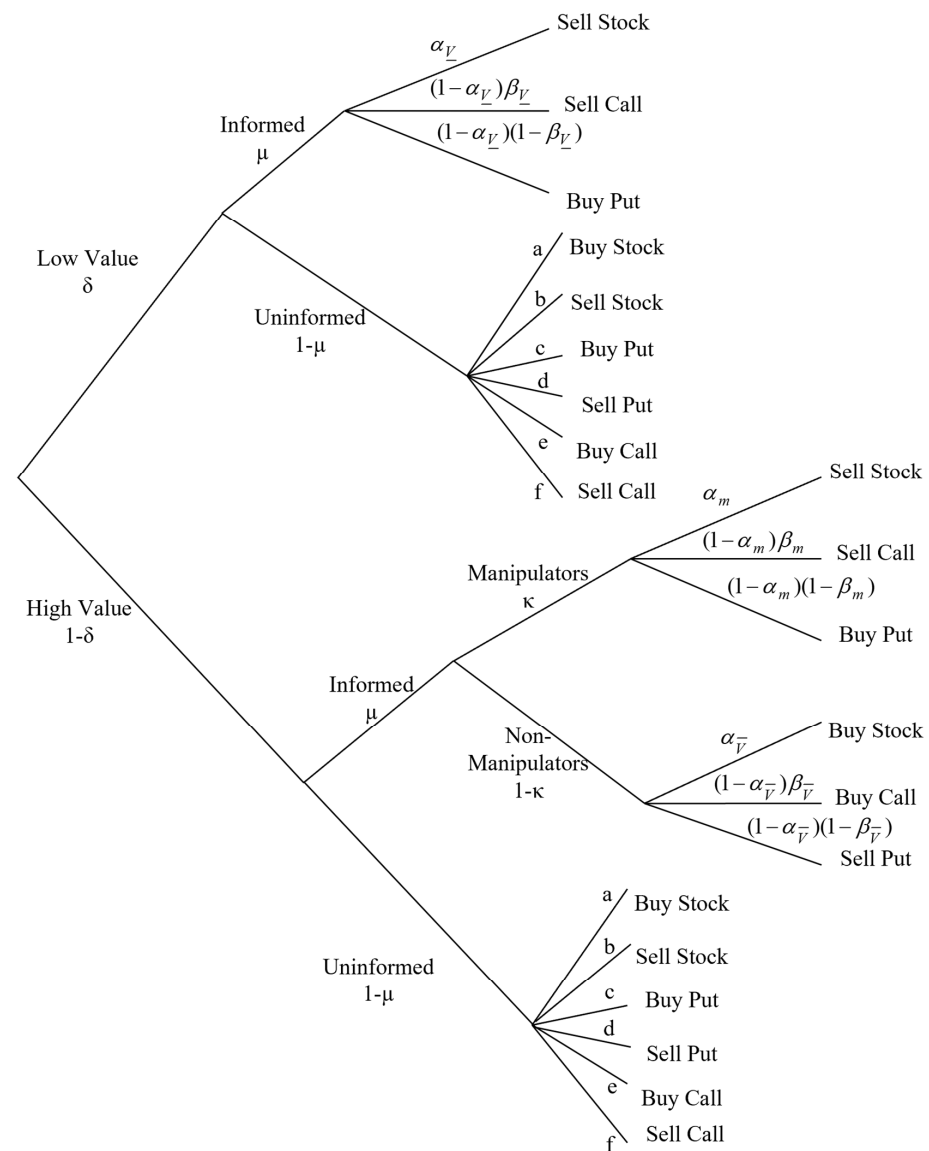 Sell Stock
α_V̲
(1−α_V̲)β_V̲
Sell Call
(1−α_V̲)(1−β_V̲)
Buy Put
Informed
μ
Low Value
δ
Uninformed
1-μ
a
Buy Stock
b
Sell Stock
c
Buy Put
d
Sell Put
e
Buy Call
f
Sell Call
High Value
1-δ
Informed
μ
Manipulators
κ
α_m
Sell Stock
(1−α_m)β_m
Sell Call
(1−α_m)(1−β_m)
Buy Put
Non-
Manipulators
1-κ
α_V̅
Buy Stock
(1−α_V̅)β_V̅
Buy Call
(1−α_V̅)(1−β_V̅)
Sell Put
Uninformed
1-μ
a
Buy Stock
b
Sell Stock
c
Buy Put
d
Sell Put
e
Buy Call
f
Sell Call